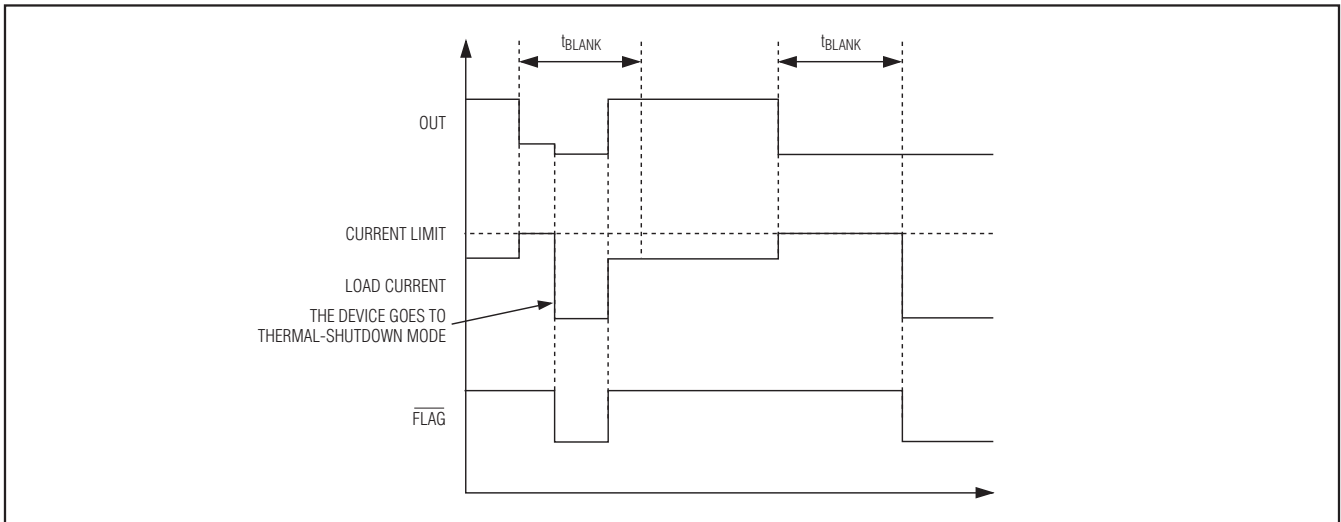 tBLANK
tBLANK
OUT
CURRENT LIMIT
LOAD CURRENT
THE DEVICE GOES TO
THERMAL-SHUTDOWN MODE
FLAG